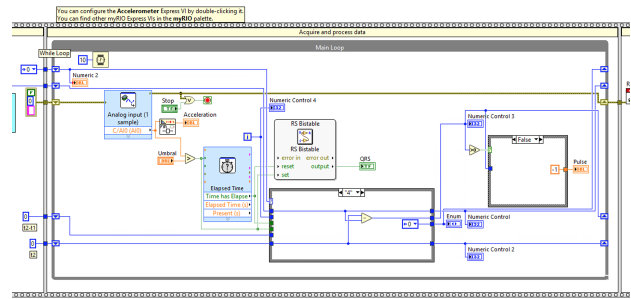 You can configure the Accelerometer Express VI by double-clicking it.
You can find other myRIO Express VIs in the myRIO palette.
Acquire and process data
Main Loop
While Loop
10
Numeric 2
Stop
Acceleration
Analog input (1 sample)
C/AI0 (AI0)
Umbral
Elapsed Time
Time has Elapse
Elapsed Time (s)
Present (s)
Numeric Control 4
RS Bistable
RS Bistable
error in
error out
reset
output
set
QRS
"4"
Numeric Control 3
False
-1
Pulse
Enum
Numeric Control
Numeric Control 2
0
t2-t1
0
t2